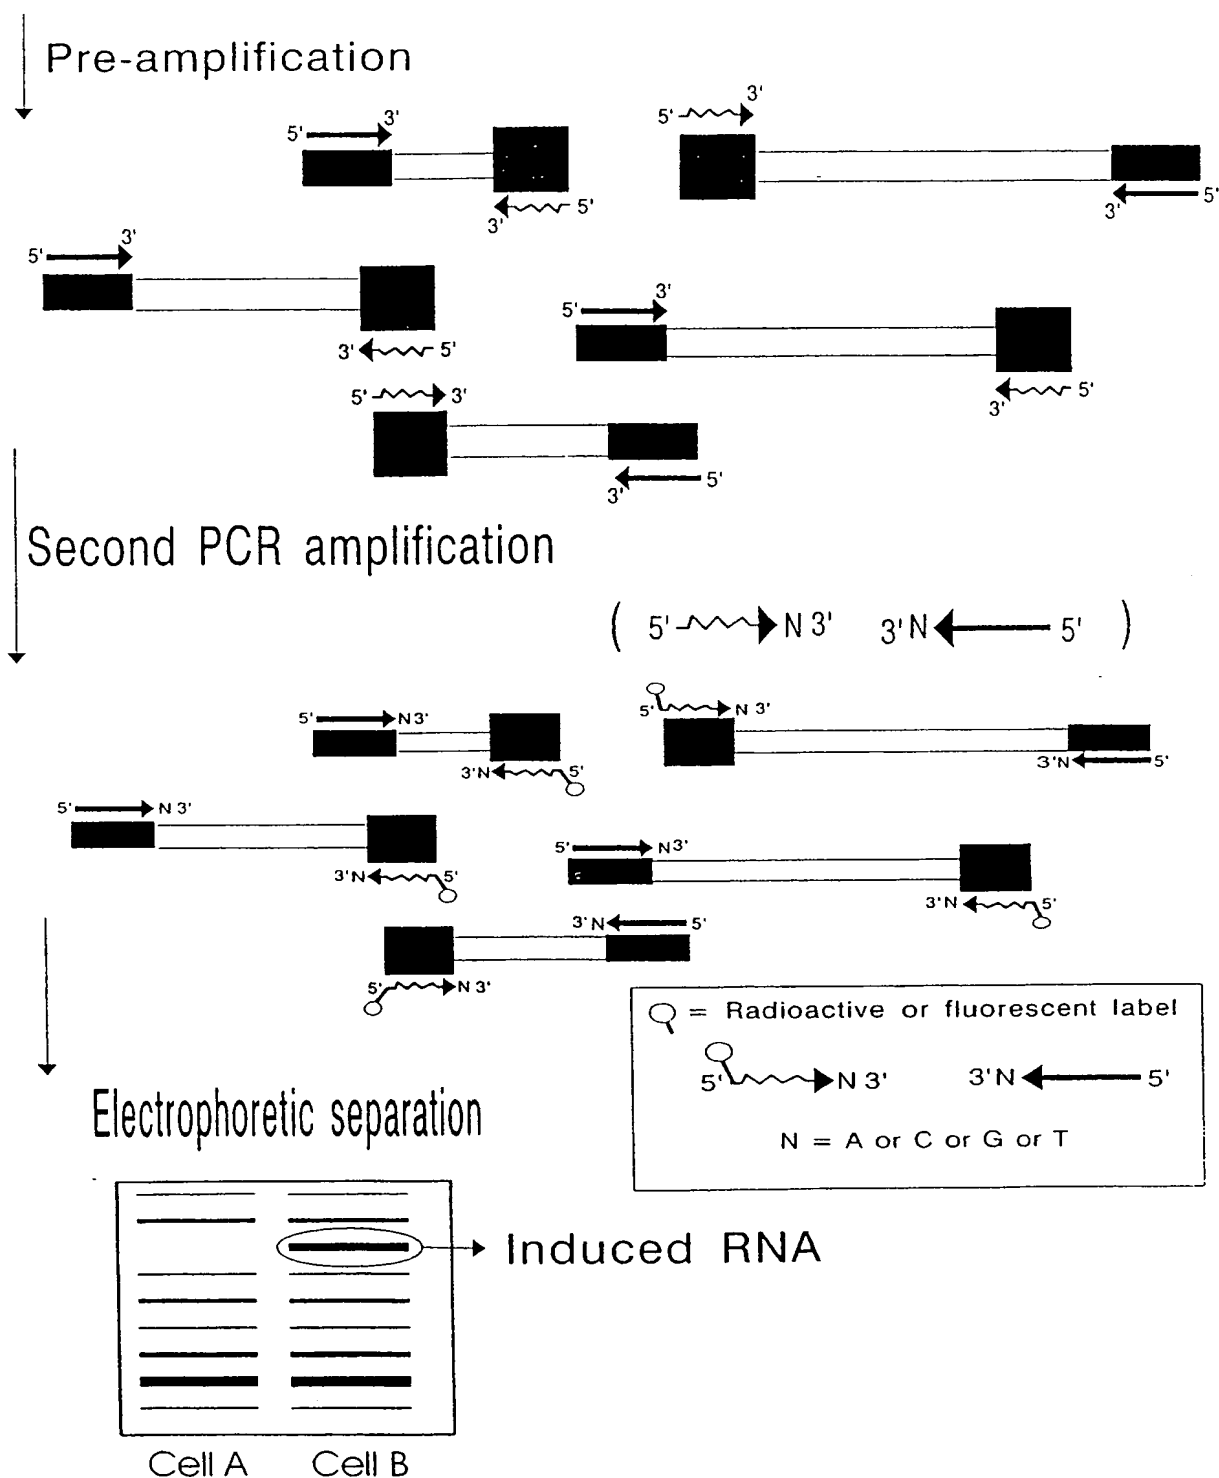 Pre-amplification
5' 3'
3' 5'
5' 3'
3' 5'
5' 3'
3' 5'
5' 3'
3' 5'
5' 3'
3' 5'
Second PCR amplification
( 5' N 3' 3'N 5' )
5' N 3'
3'N 5'
5' N 3'
3'N 5'
5' N 3'
3'N 5'
5' N 3'
3'N 5'
3'N 5'
5' N 3'
= Radioactive or fluorescent label
5' N 3' 3'N 5'
N = A or C or G or T
Electrophoretic separation
Induced RNA
Cell A Cell B